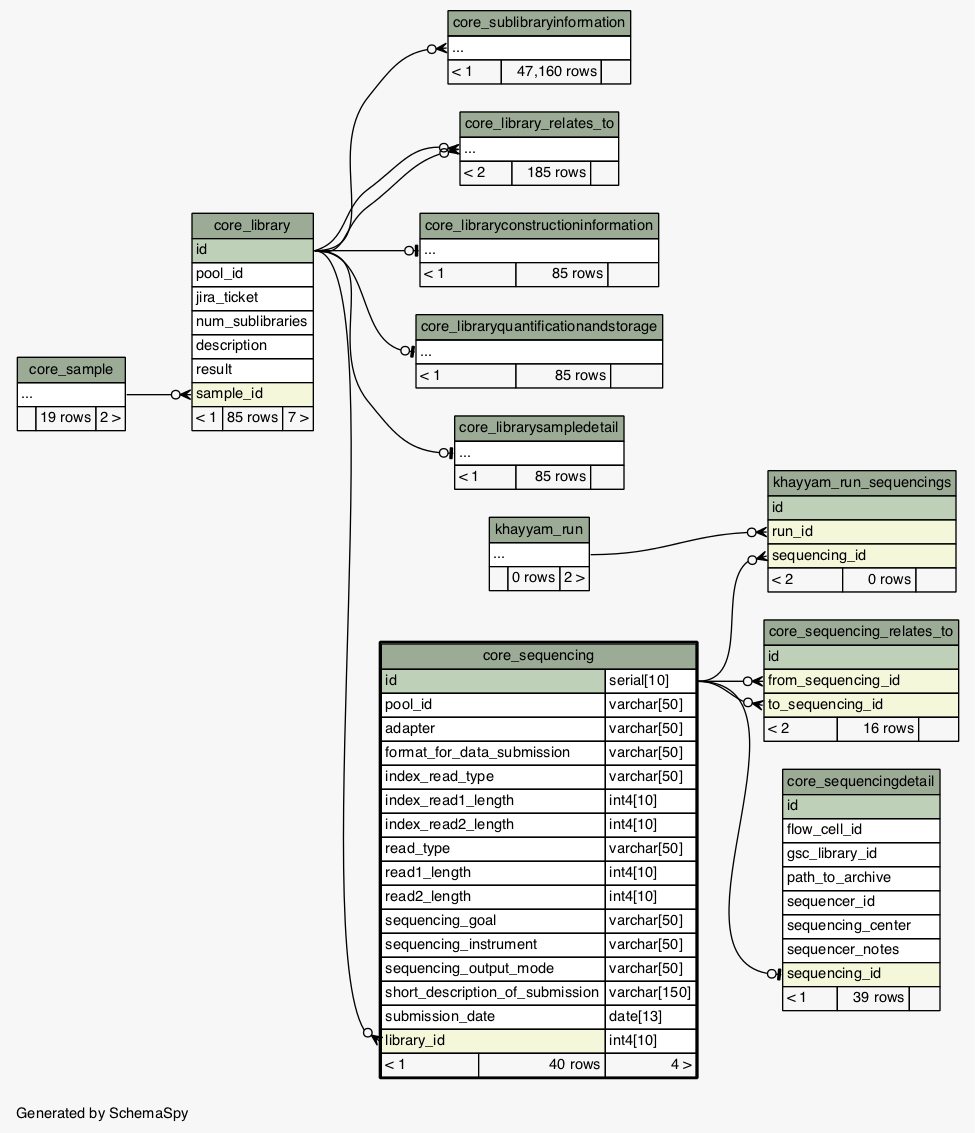 core_sublibraryinformation
...
< 1 47,160 rows
core_library_relates_to
...
< 2 185 rows
core_library
id
pool_id
jira_ticket
num_sublibraries
description
result
sample_id
< 1 85 rows 7 >
core_libraryconstructioninformation
...
< 1 85 rows
core_libraryquantificationandstorage
...
< 1 85 rows
core_sample
...
19 rows 2 >
core_librarysampledetail
...
< 1 85 rows
khayyam_run_sequencings
id
run_id
sequencing_id
< 2 0 rows
khayyam_run
...
0 rows 2 >
core_sequencing_relates_to
id
from_sequencing_id
to_sequencing_id
< 2 16 rows
core_sequencing
id serial[10]
pool_id varchar[50]
adapter varchar[50]
format_for_data_submission varchar[50]
index_read_type varchar[50]
index_read1_length int4[10]
index_read2_length int4[10]
read_type varchar[50]
read1_length int4[10]
read2_length int4[10]
sequencing_goal varchar[50]
sequencing_instrument varchar[50]
sequencing_output_mode varchar[50]
short_description_of_submission varchar[150]
submission_date date[13]
library_id int4[10]
< 1 40 rows 4 >
core_sequencingdetail
id
flow_cell_id
gsc_library_id
path_to_archive
sequencer_id
sequencing_center
sequencer_notes
sequencing_id
< 1 39 rows
Generated by SchemaSpy